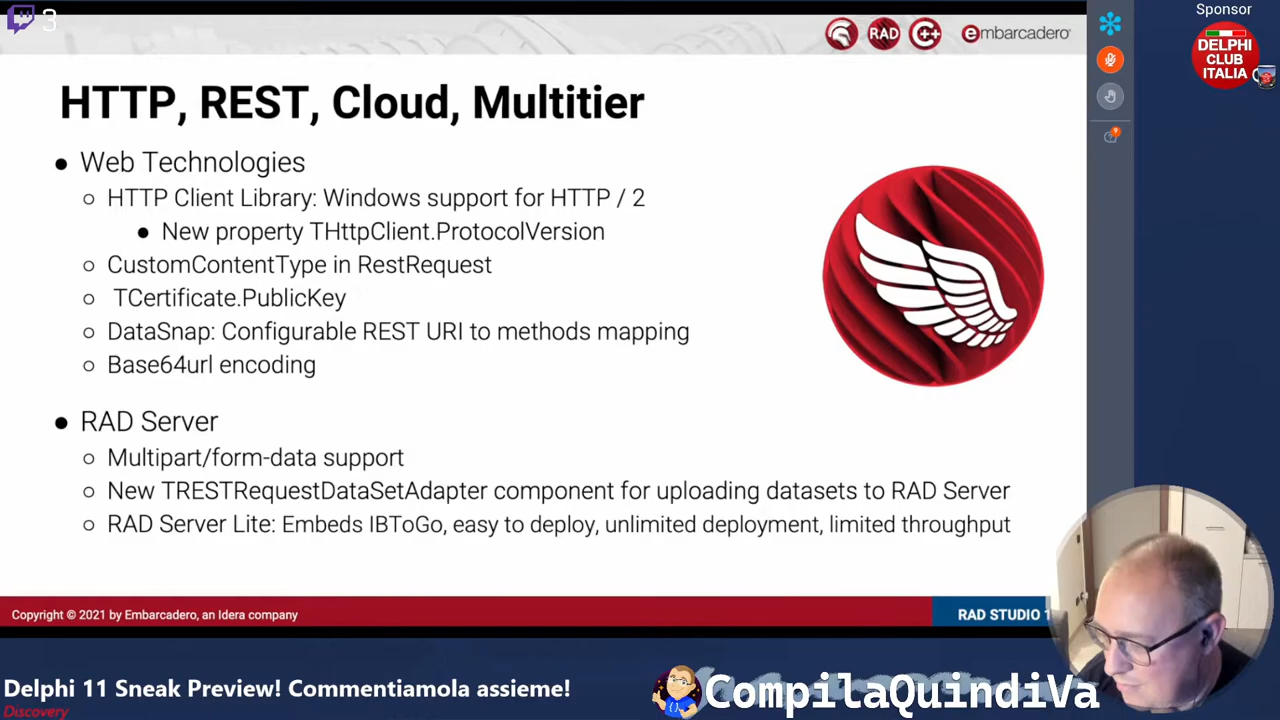 3
RAD
C++
embarcadero
Sponsor
DELPHI
CLUB
ITALIA
HTTP, REST, Cloud, Multitier
● Web Technologies
○ HTTP Client Library: Windows support for HTTP / 2
● New property THttpClient.ProtocolVersion
○ CustomContentType in RestRequest
○ TCertificate.PublicKey
○ DataSnap: Configurable REST URI to methods mapping
○ Base64url encoding
● RAD Server
○ Multipart/form-data support
○ New TRESTRequestDataSetAdapter component for uploading datasets to RAD Server
○ RAD Server Lite: Embeds IBToGo, easy to deploy, unlimited deployment, limited throughput
Copyright © 2021 by Embarcadero, an Idera company
RAD STUDIO 1
Delphi 11 Sneak Preview! Commentiamola assieme!
Discovery
{}
CompilaQuindiVa